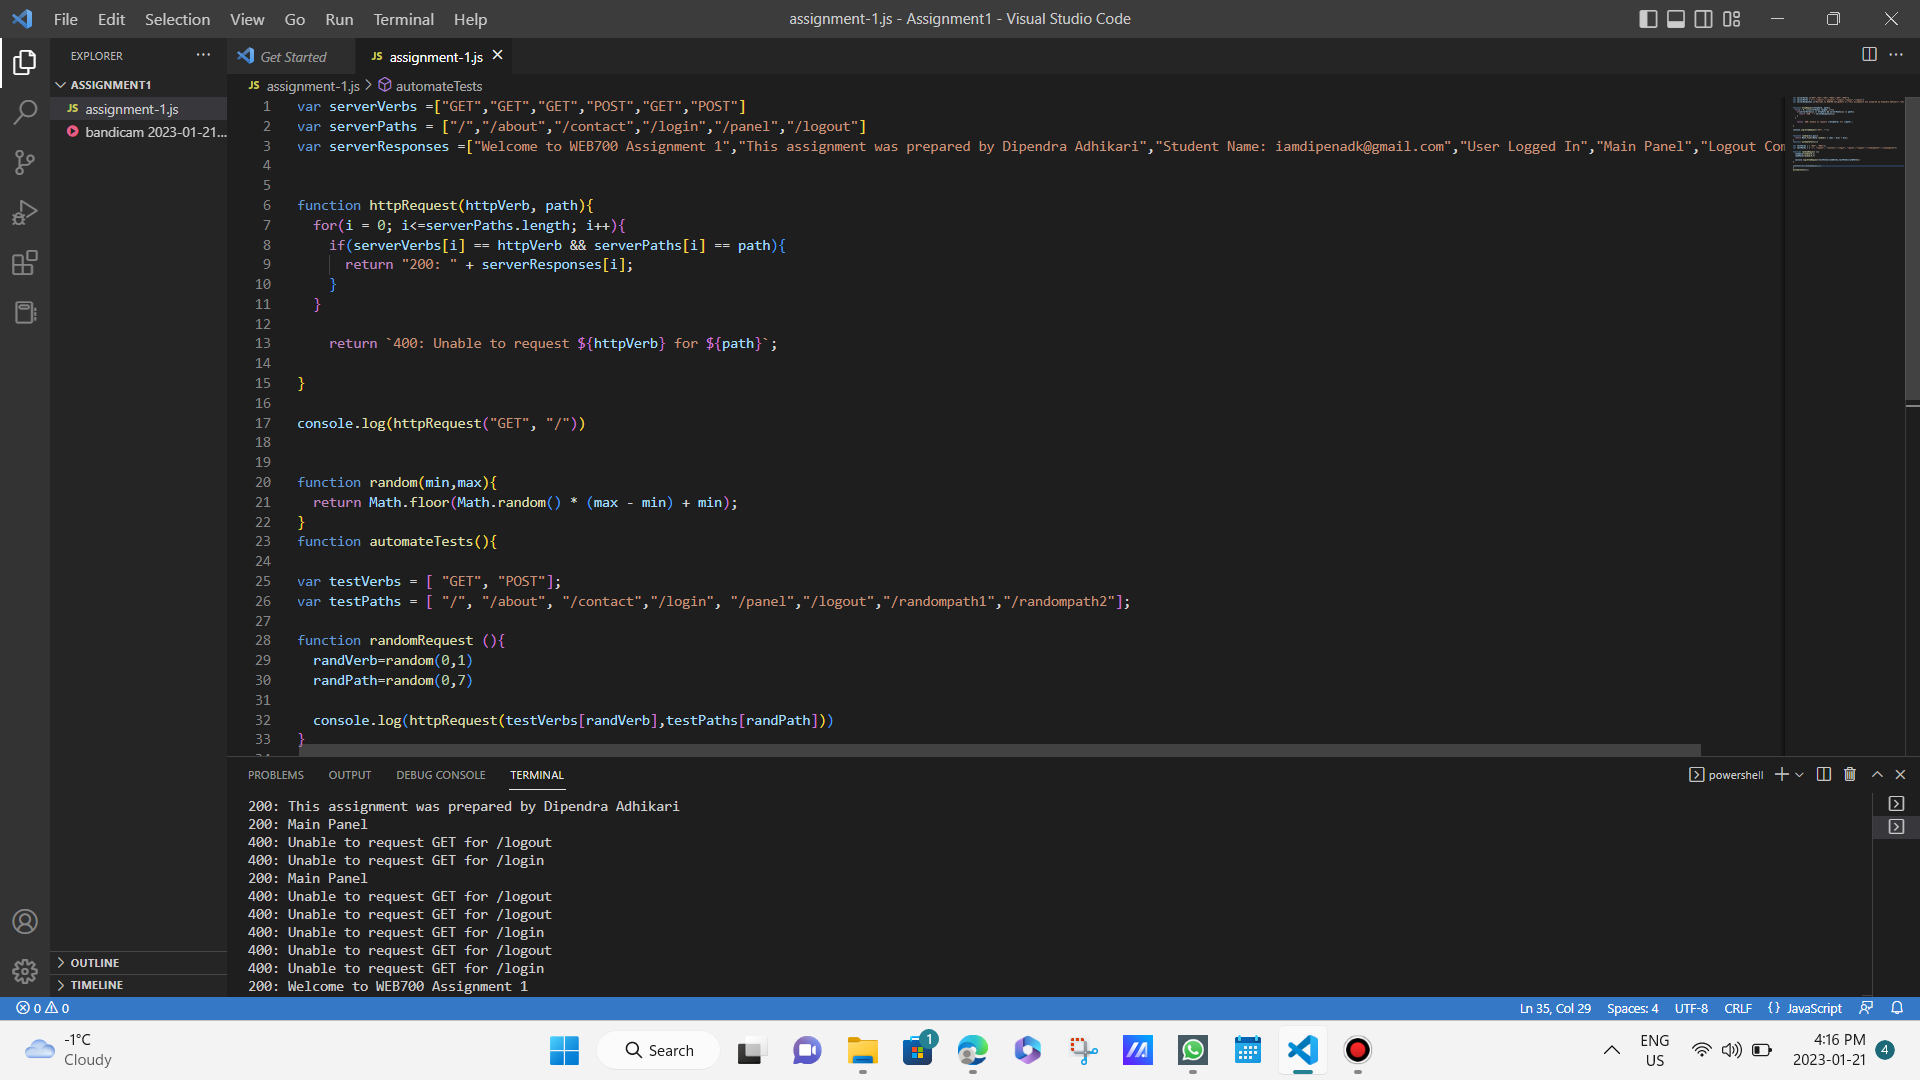 File Edit Selection View Go Run Terminal Help
assignment-1.js - Assignment1 - Visual Studio Code
EXPLORER
ASSIGNMENT1
JS assignment-1.js
bandicam 2023-01-21...
OUTLINE
TIMELINE
Get Started
JS assignment-1.js
JS assignment-1.js > automateTests
1 var serverVerbs =["GET","GET","GET","POST","GET","POST"]
2 var serverPaths = ["/","/about","/contact","/login","/panel","/logout"]
3 var serverResponses =["Welcome to WEB700 Assignment 1","This assignment was prepared by Dipendra Adhikari","Student Name: iamdipenadk@gmail.com","User Logged In","Main Panel","Logout Com
4
5
6 function httpRequest(httpVerb, path){
7 for(i = 0; i<=serverPaths.length; i++){
8 if(serverVerbs[i] == httpVerb && serverPaths[i] == path){
9 return "200: " + serverResponses[i];
10 }
11 }
12
13 return `400: Unable to request ${httpVerb} for ${path}`;
14
15 }
16
17 console.log(httpRequest("GET", "/"))
18
19
20 function random(min,max){
21 return Math.floor(Math.random() * (max - min) + min);
22 }
23 function automateTests(){
24
25 var testVerbs = [ "GET", "POST"];
26 var testPaths = [ "/", "/about", "/contact","/login", "/panel","/logout","/randompath1","/randompath2"];
27
28 function randomRequest (){
29 randVerb=random(0,1)
30 randPath=random(0,7)
31
32 console.log(httpRequest(testVerbs[randVerb],testPaths[randPath]))
33 }
PROBLEMS OUTPUT DEBUG CONSOLE TERMINAL
powershell
200: This assignment was prepared by Dipendra Adhikari
200: Main Panel
400: Unable to request GET for /logout
400: Unable to request GET for /login
200: Main Panel
400: Unable to request GET for /logout
400: Unable to request GET for /logout
400: Unable to request GET for /login
400: Unable to request GET for /logout
400: Unable to request GET for /login
200: Welcome to WEB700 Assignment 1
0 0
Ln 35, Col 29 Spaces: 4 UTF-8 CRLF {} JavaScript
-1°C
Cloudy
Search
1
ENG
US
4:16 PM
2023-01-21
4